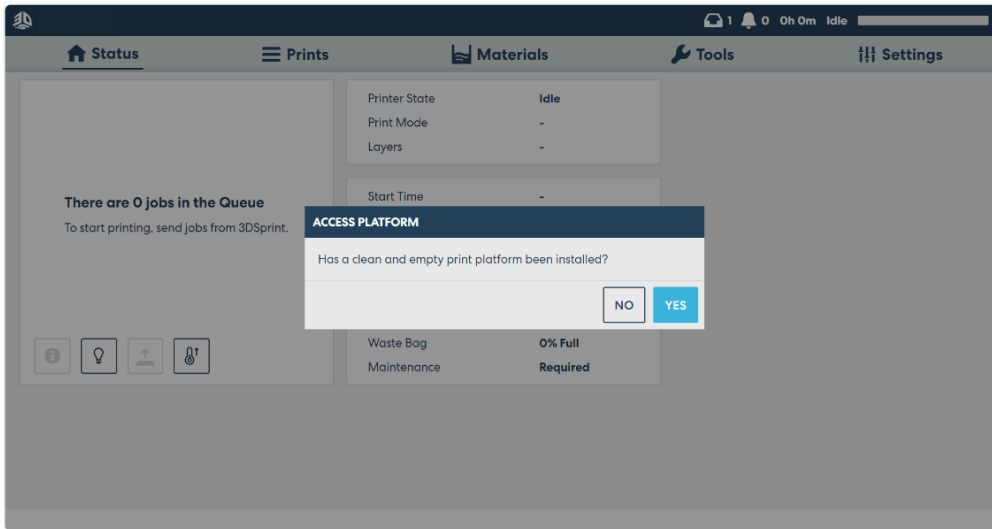 1 0 0h 0m Idle
Status Prints Materials Tools Settings
There are 0 jobs in the Queue
To start printing, send jobs from 3DSprint.
Printer State Idle
Print Mode -
Layers -
Start Time -
ACCESS PLATFORM
Has a clean and empty print platform been installed?
NO YES
Waste Bag 0% Full
Maintenance Required